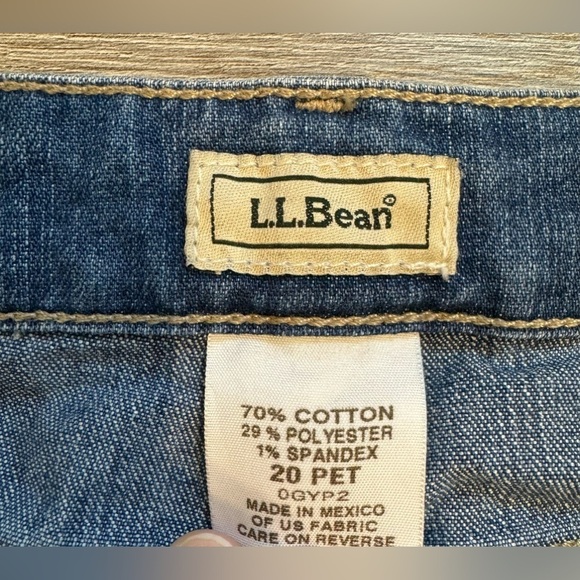 L.L.Bean®
70% COTTON
29% POLYESTER
1% SPANDEX
20 PET
0GYP2
MADE IN MEXICO
OF US FABRIC
CARE ON REVERSE